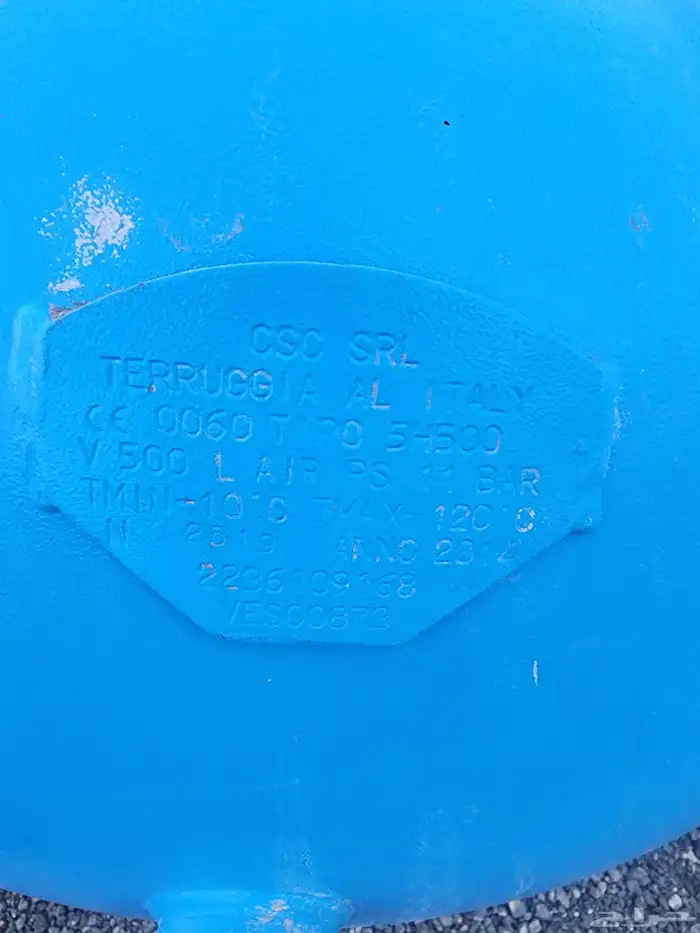 CSC SRL
TERRUGGIA AL ITALY
CE 0060 TIPO 5H500
V 500 L AIR PS 11 BAR
TMIN-10°C TMAX-120°C
N 2519 ANNO 2014
2236109168
VES00873
حراج